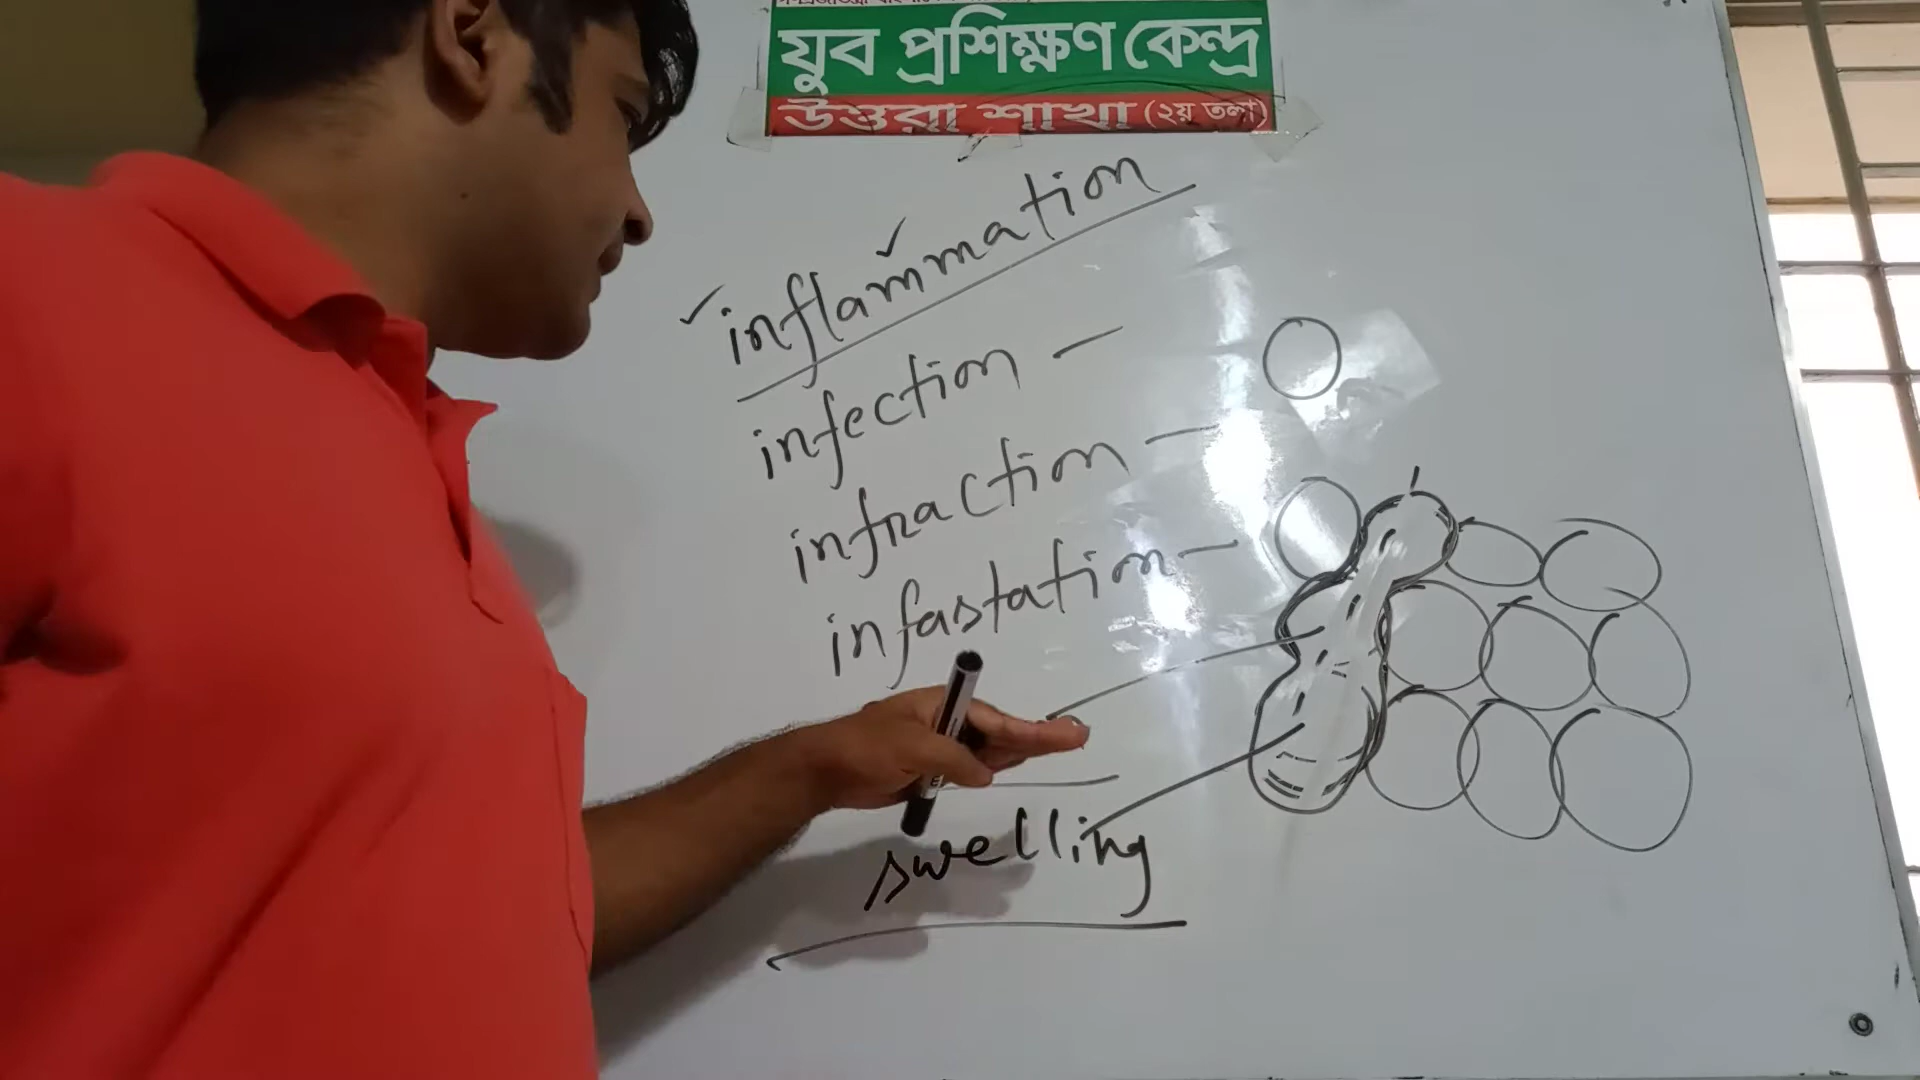 যুব প্রশিক্ষণ কেন্দ্র
উত্তরা শাখা (২য় তলা)
inflammation
infection –
infraction –
infastation –
swelling